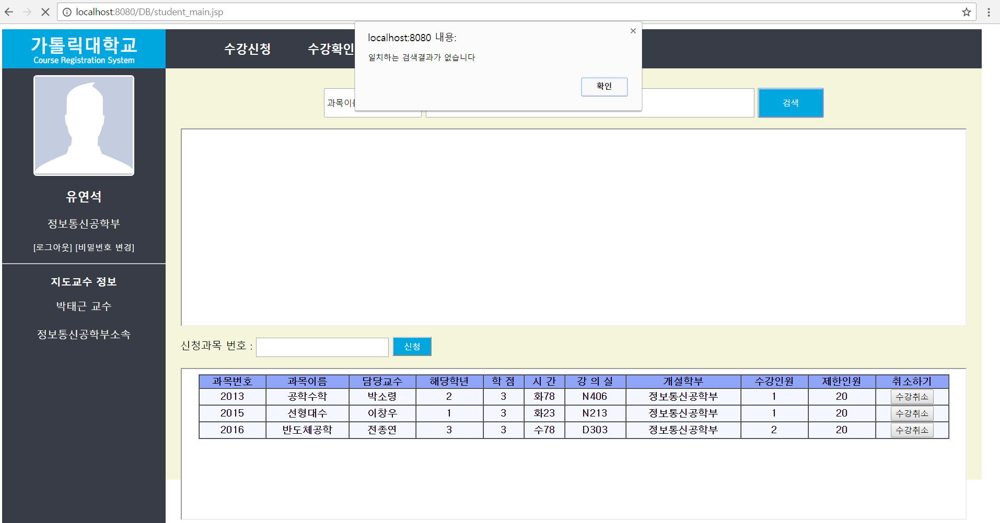 localhost:8080/DB/student_main.jsp
가톨릭대학교
Course Registration System
수강신청 수강확인
localhost:8080 내용:
일치하는 검색결과가 없습니다
확인
과목이름
검색
유연석
정보통신공학부
[로그아웃] [비밀번호 변경]
지도교수 정보
박태근 교수
정보통신공학부소속
신청과목 번호 :
신청
과목번호 과목이름 담당교수 해당학년 학 점 시 간 강 의 실 개설학부 수강인원 제한인원 취소하기
2013 공학수학 박소령 2 3 화78 N406 정보통신공학부 1 20 수강취소
2015 선형대수 이창우 1 3 화23 N213 정보통신공학부 1 20 수강취소
2016 반도체공학 전종연 3 3 수78 D303 정보통신공학부 2 20 수강취소